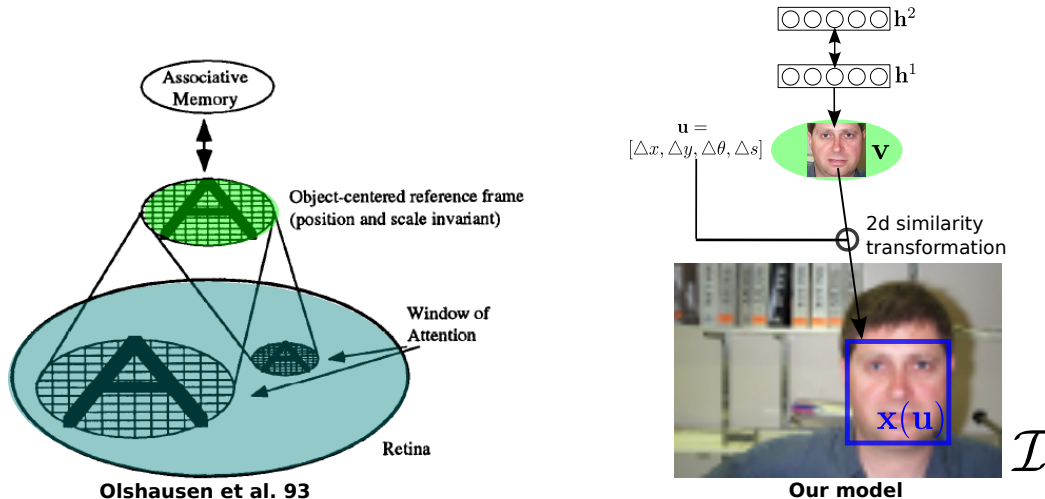 Associative
Memory
Object-centered reference frame
(position and scale invariant)
Window of
Attention
Retina
Olshausen et al. 93
h²
h¹
u =
[△x, △y, △θ, △s]
v
2d similarity
transformation
x(u)
ℐ
Our model